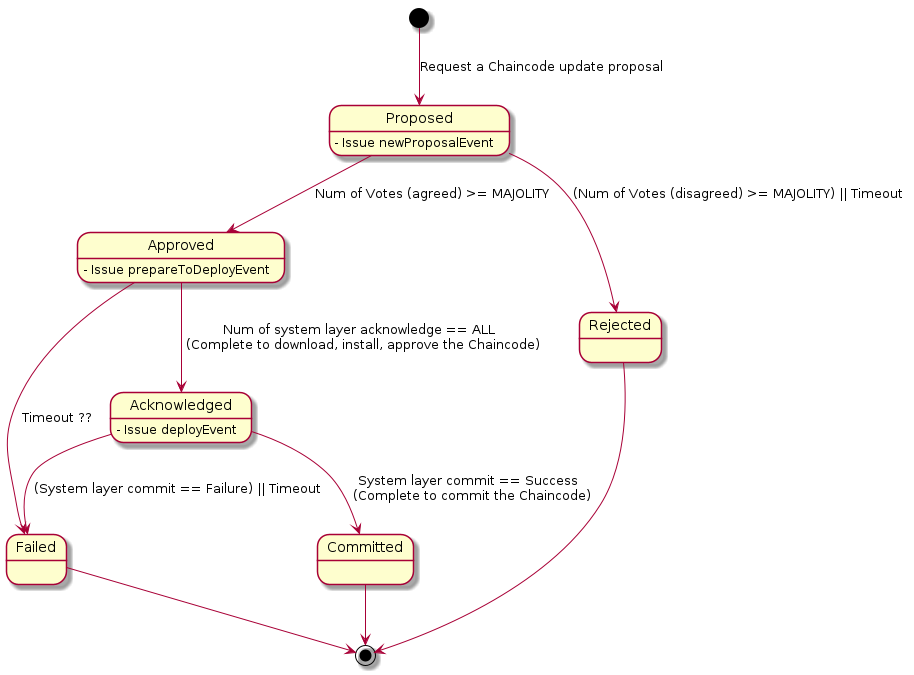 Request a Chaincode update proposal
Proposed
- Issue newProposalEvent
Num of Votes (agreed) >= MAJOLITY
(Num of Votes (disagreed) >= MAJOLITY) || Timeout
Approved
- Issue prepareToDeployEvent
Rejected
Num of system layer acknowledge == ALL
(Complete to download, install, approve the Chaincode)
Acknowledged
- Issue deployEvent
Timeout ??
(System layer commit == Failure) || Timeout
System layer commit == Success
(Complete to commit the Chaincode)
Failed
Committed